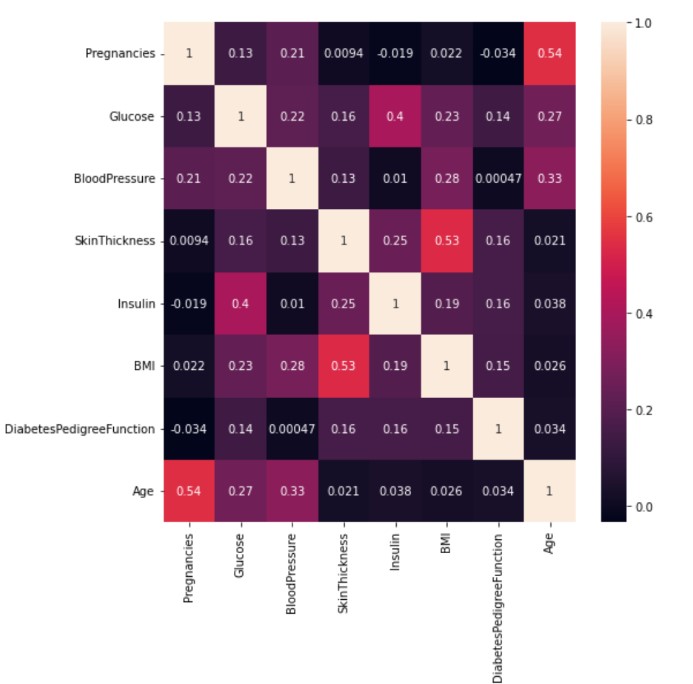 Pregnancies 1 0.13 0.21 0.0094 -0.019 0.022 -0.034 0.54
Glucose 0.13 1 0.22 0.16 0.4 0.23 0.14 0.27
BloodPressure 0.21 0.22 1 0.13 0.01 0.28 0.00047 0.33
SkinThickness 0.0094 0.16 0.13 1 0.25 0.53 0.16 0.021
Insulin -0.019 0.4 0.01 0.25 1 0.19 0.16 0.038
BMI 0.022 0.23 0.28 0.53 0.19 1 0.15 0.026
DiabetesPedigreeFunction -0.034 0.14 0.00047 0.16 0.16 0.15 1 0.034
Age 0.54 0.27 0.33 0.021 0.038 0.026 0.034 1
Pregnancies
Glucose
BloodPressure
SkinThickness
Insulin
BMI
DiabetesPedigreeFunction
Age
1.0
0.8
0.6
0.4
0.2
0.0